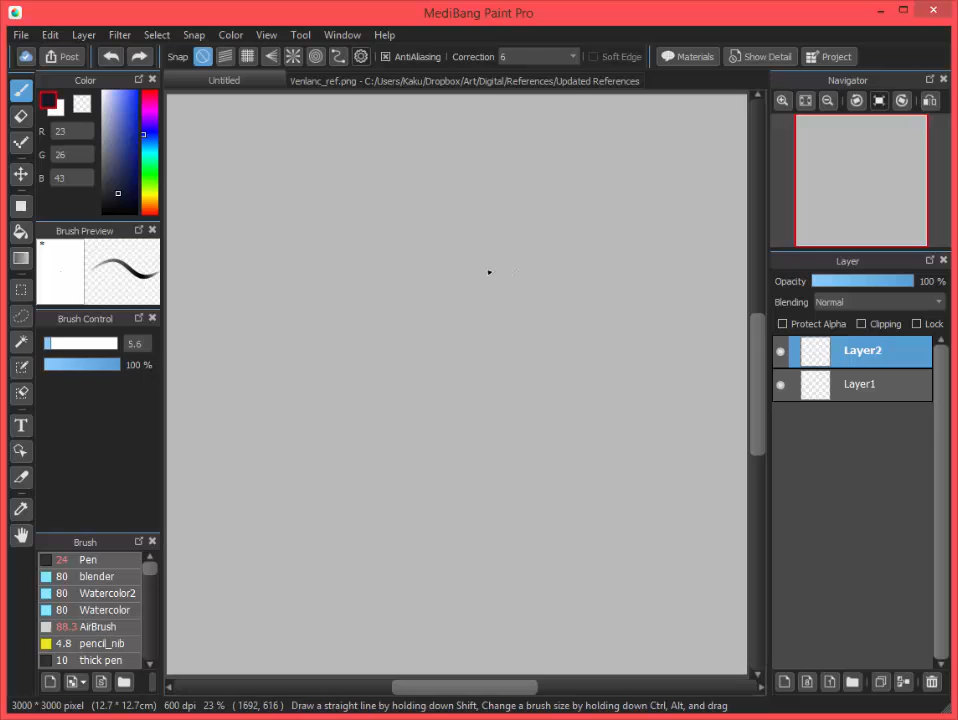 MediBang Paint Pro
File Edit Layer Filter Select Snap Color View Tool Window Help
Post Snap AntiAliasing Correction 6 Soft Edge Materials Show Detail Project
Color Untitled Venlanc_ref.png - C:/Users/Kaku/Dropbox/Art/Digital/References/Updated References Navigator
R 23
G 26
B 43
Brush Preview
*
Layer
Opacity 100 %
Blending Normal
Brush Control
Protect Alpha Clipping Lock
5.6
100 %
Layer2
Layer1
Brush
24 Pen
80 blender
80 Watercolor2
80 Watercolor
88.3 AirBrush
4.8 pencil_nib
10 thick pen
3000 * 3000 pixel (12.7 * 12.7cm) 600 dpi 23 % ( 1692, 616 ) Draw a straight line by holding down Shift, Change a brush size by holding down Ctrl, Alt, and drag